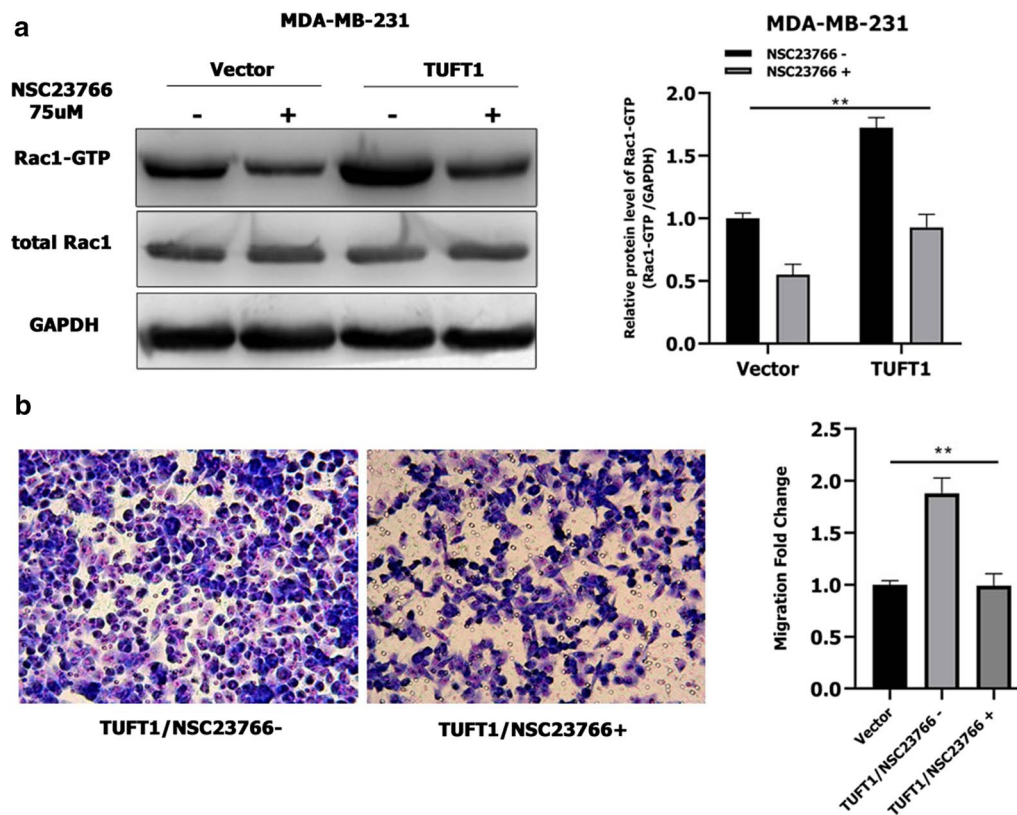 a
MDA-MB-231
Vector TUFT1
NSC23766
75uM
- + - +
Rac1-GTP
total Rac1
GAPDH
MDA-MB-231
NSC23766 -
NSC23766 +
Relative protein level of Rac1-GTP
(Rac1-GTP /GAPDH)
2.0
1.5
1.0
0.5
0.0
**
Vector TUFT1
b
TUFT1/NSC23766- TUFT1/NSC23766+
Migration Fold Change
2.5
2.0
1.5
1.0
0.5
0.0
**
Vector
TUFT1/NSC23766 -
TUFT1/NSC23766 +